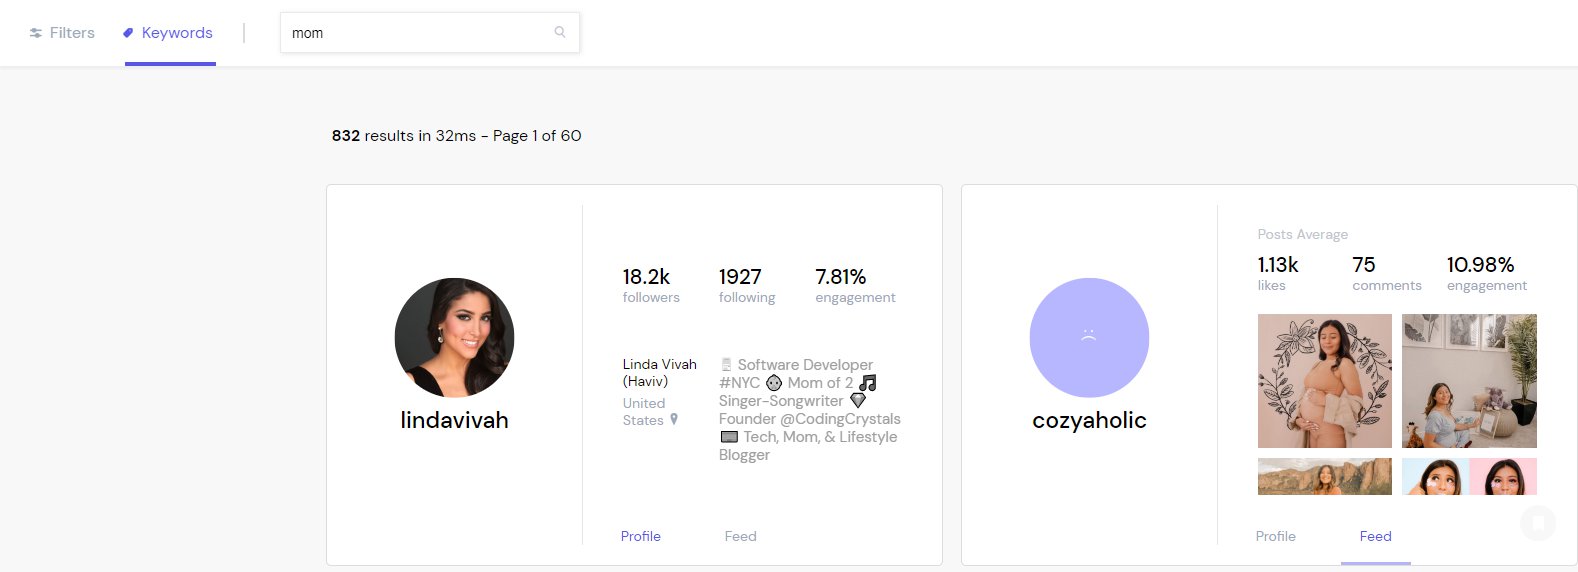 Filters
Keywords
mom
832 results in 32ms - Page 1 of 60
18.2k
followers
1927
following
7.81%
engagement
Linda Vivah
(Haviv)
United
States
Software Developer
#NYC Mom of 2
Singer-Songwriter
Founder @CodingCrystals
Tech, Mom, & Lifestyle
Blogger
lindavivah
Profile
Feed
cozyaholic
Posts Average
1.13k
likes
75
comments
10.98%
engagement
Profile
Feed